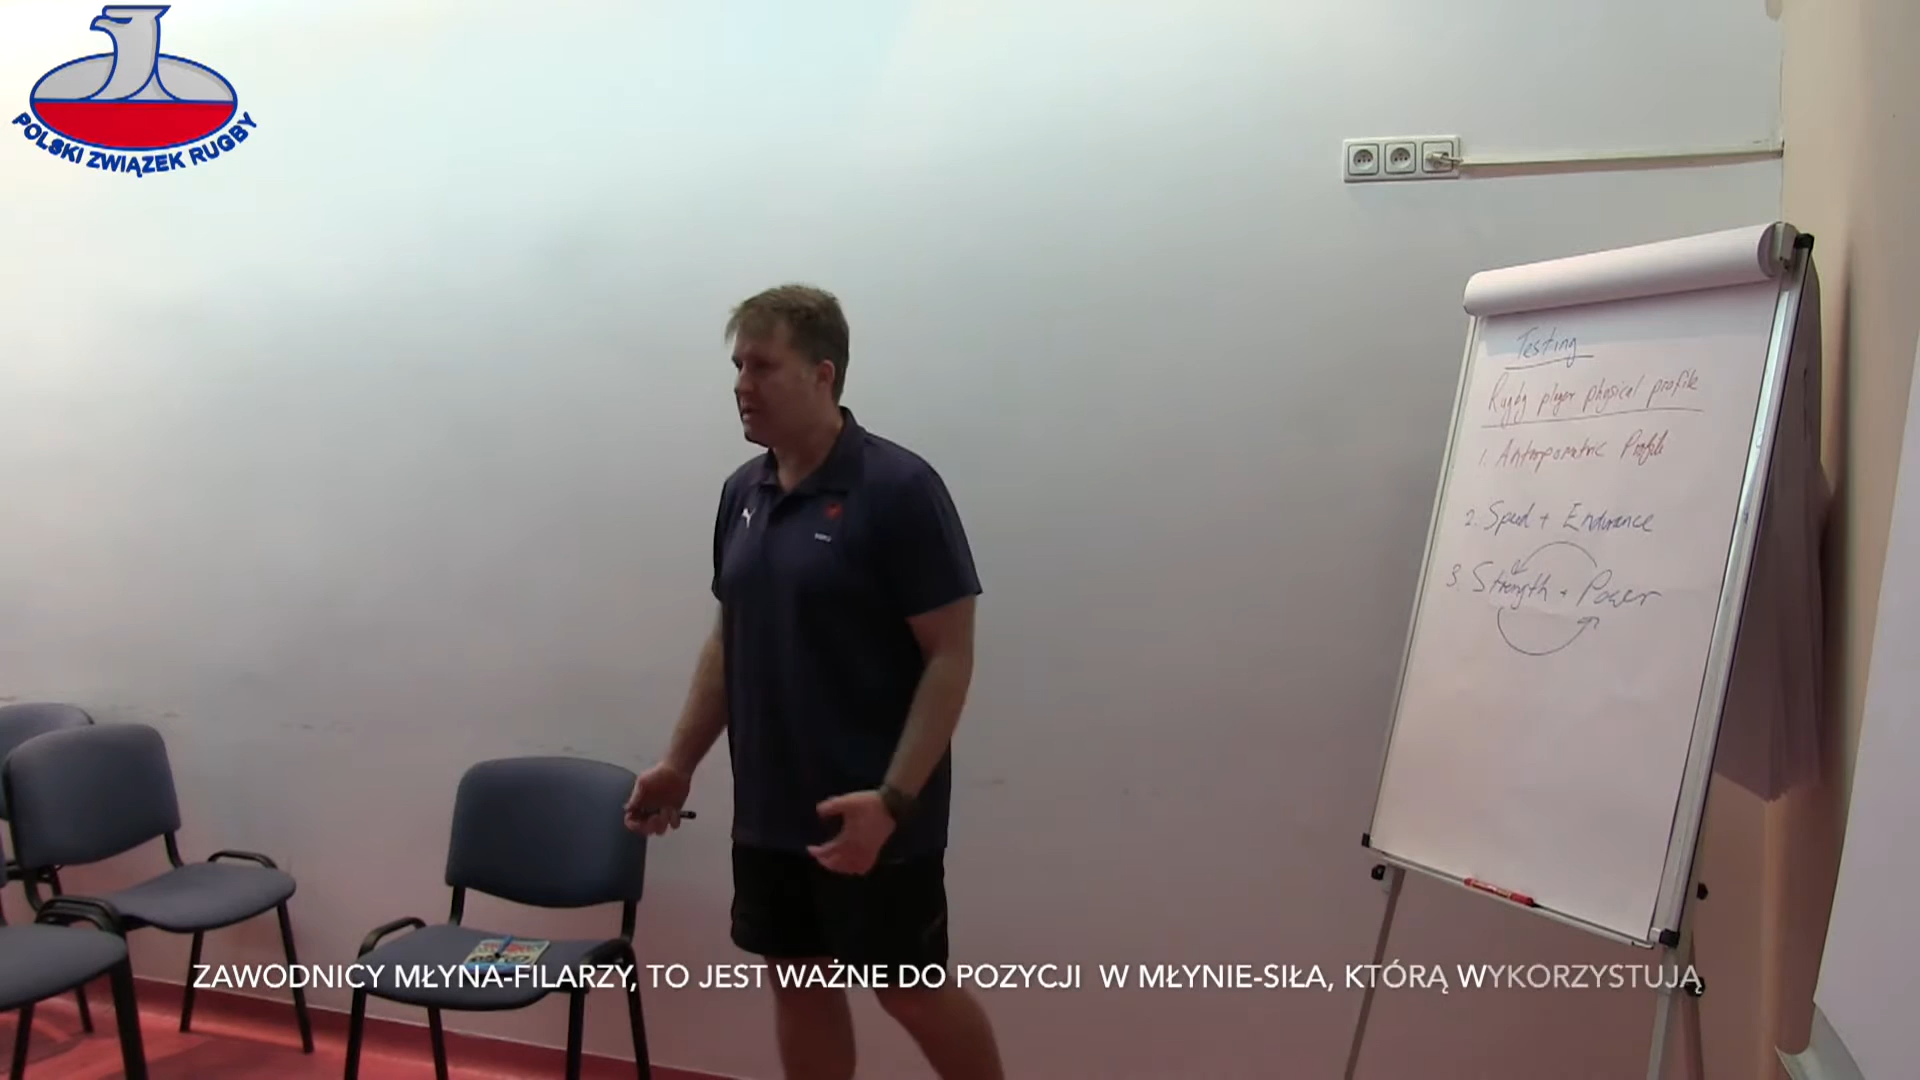 POLSKI ZWIĄZEK RUGBY
Testing
Rugby player physical profile
1. Antropometric Profile
2. Speed + Endurance
3. Strength + Power
ZAWODNICY MŁYNA-FILARZY, TO JEST WAŻNE DO POZYCJI W MŁYNIE-SIŁA, KTÓRĄ WYKORZYSTUJĄ